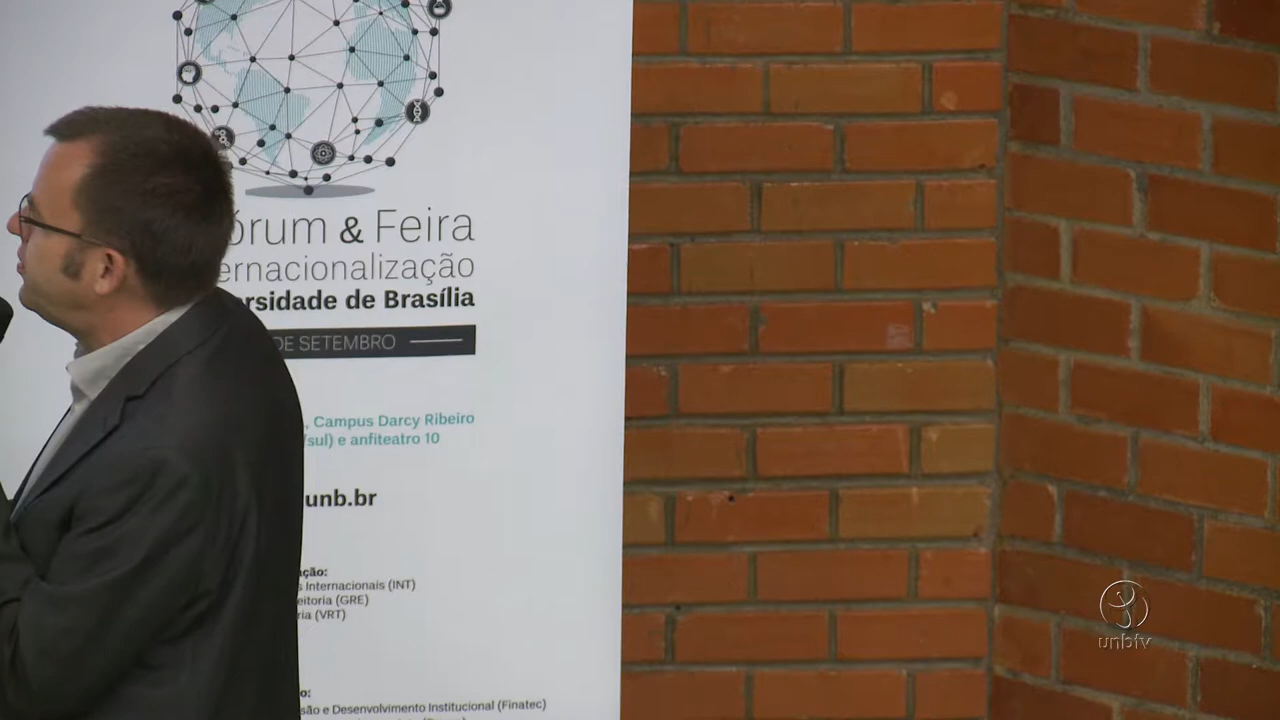 órum & Feira
ernacionalização
rsidade de Brasília
DE SETEMBRO
, Campus Darcy Ribeiro
/sul) e anfiteatro 10
unb.br
ação:
s Internacionais (INT)
eitoria (GRE)
ria (VRT)
o:
são e Desenvolvimento Institucional (Finatec)
unbtv